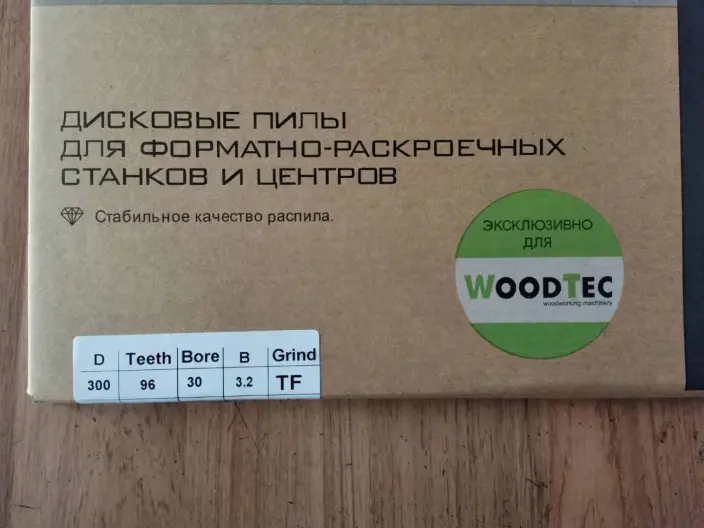 ДИСКОВЫЕ ПИЛЫ
ДЛЯ ФОРМАТНО-РАСКРОЕЧНЫХ
СТАНКОВ И ЦЕНТРОВ
Стабильное качество распила.
ЭКСКЛЮЗИВНО
ДЛЯ
WOODTEC
woodworking machinery
D Teeth Bore B Grind
300 96 30 3.2 TF